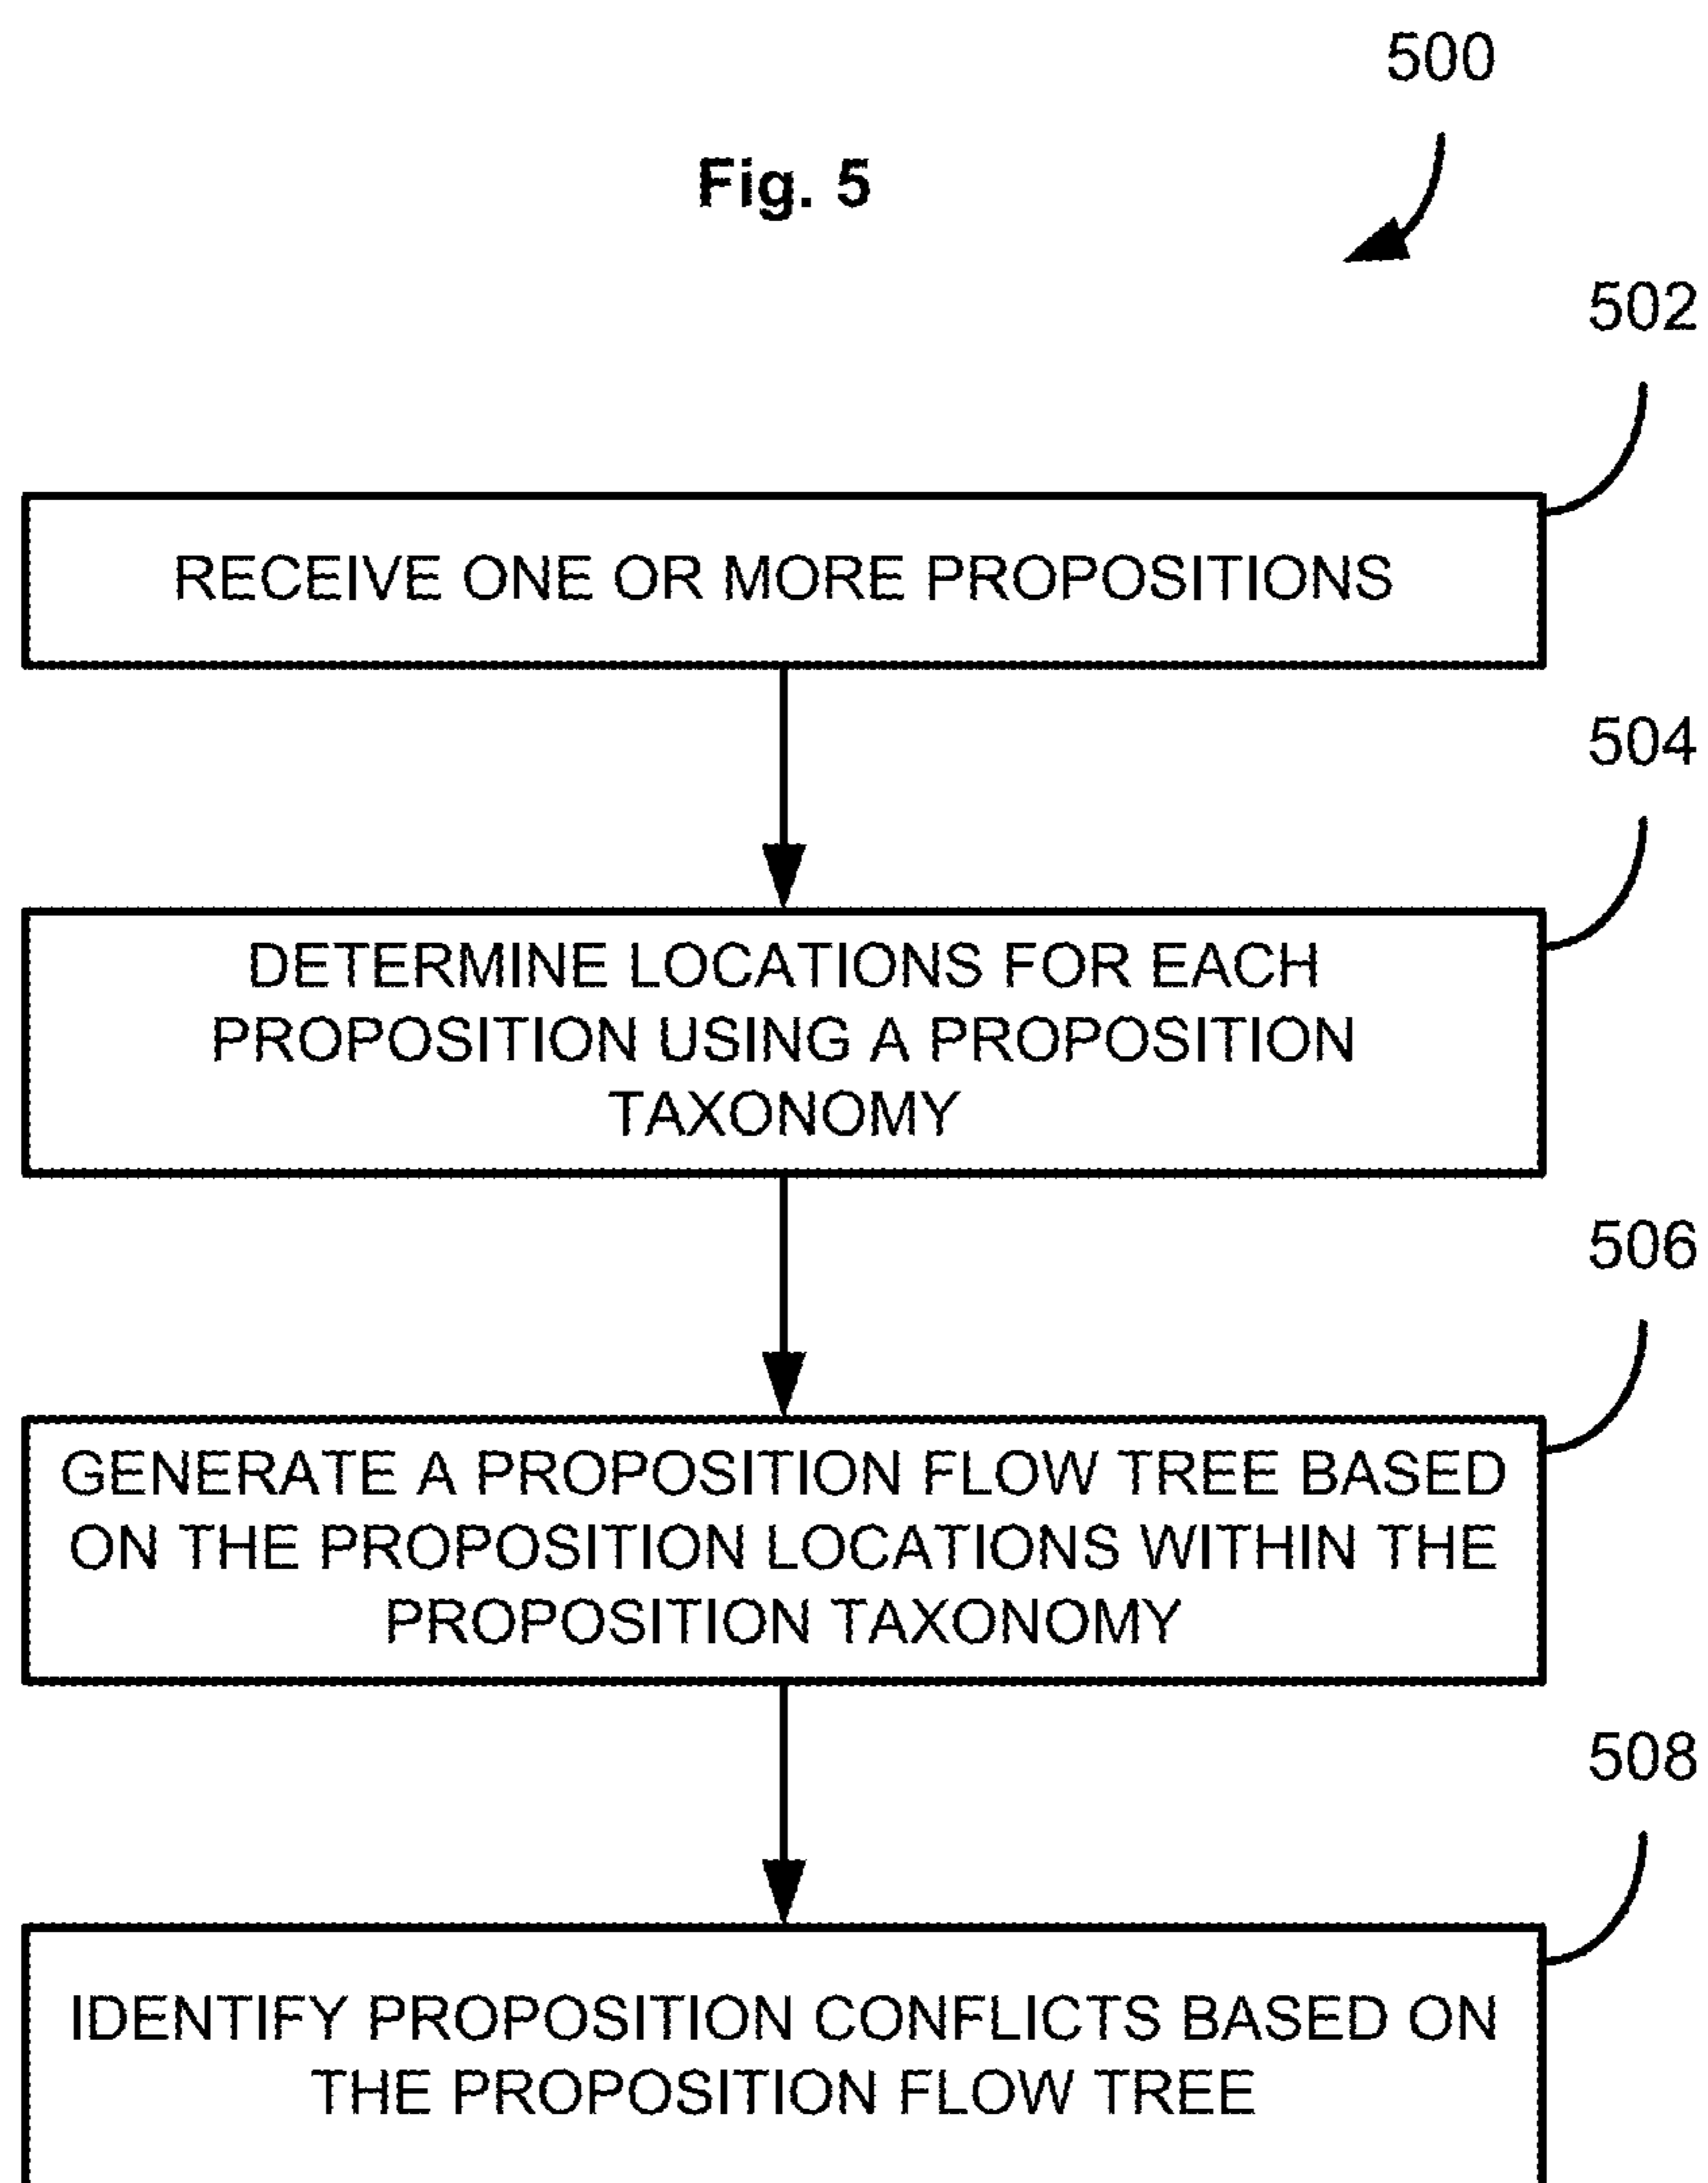 500
Fig. 5
502
RECEIVE ONE OR MORE PROPOSITIONS
504
DETERMINE LOCATIONS FOR EACH
PROPOSITION USING A PROPOSITION
TAXONOMY
506
GENERATE A PROPOSITION FLOW TREE BASED
ON THE PROPOSITION LOCATIONS WITHIN THE
PROPOSITION TAXONOMY
508
IDENTIFY PROPOSITION CONFLICTS BASED ON
THE PROPOSITION FLOW TREE